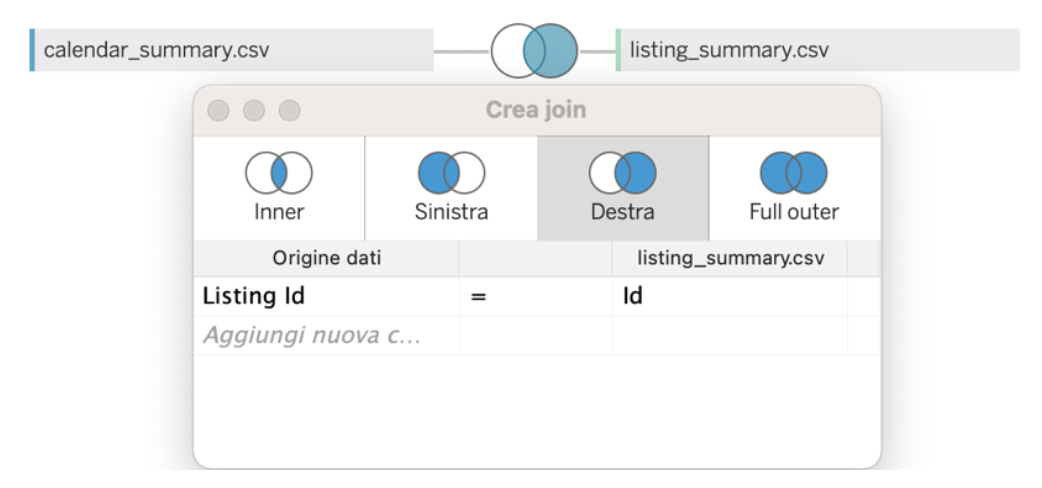 calendar_summary.csv listing_summary.csv
Crea join
Inner Sinistra Destra Full outer
Origine dati listing_summary.csv
Listing Id = Id
Aggiungi nuova c...